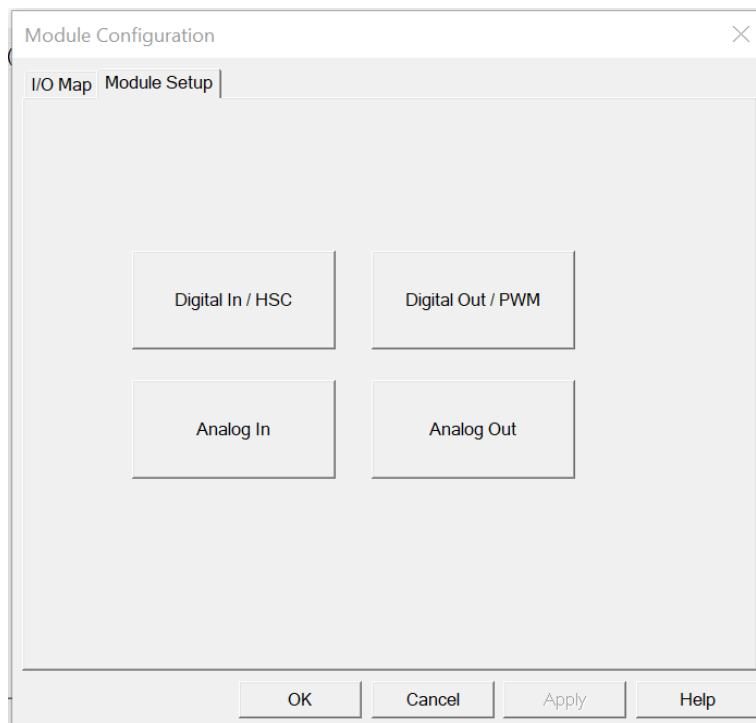 Module Configuration
I/O Map Module Setup
Digital In / HSC Digital Out / PWM
Analog In Analog Out
OK Cancel Apply Help